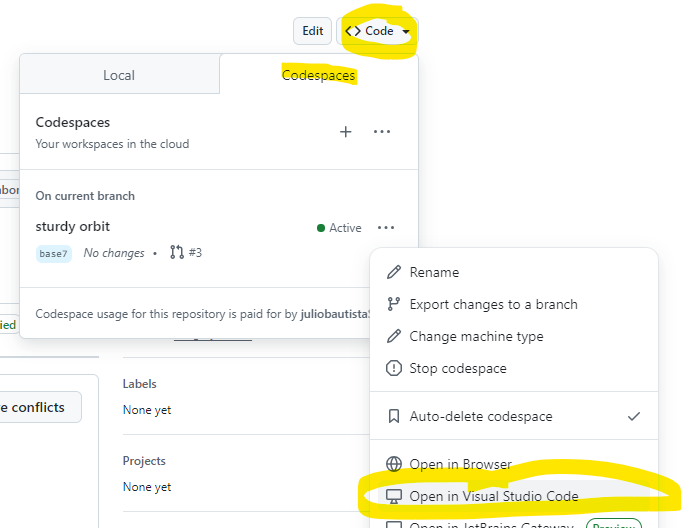 Edit
Code
Local
Codespaces
Codespaces
Your workspaces in the cloud
On current branch
sturdy orbit
Active
base7 No changes • #3
Codespace usage for this repository is paid for by juliobautista
Rename
Export changes to a branch
Change machine type
Stop codespace
Auto-delete codespace
Open in Browser
Open in Visual Studio Code
Open in JetBrains Gateway Preview
conflicts
Labels
None yet
Projects
None yet